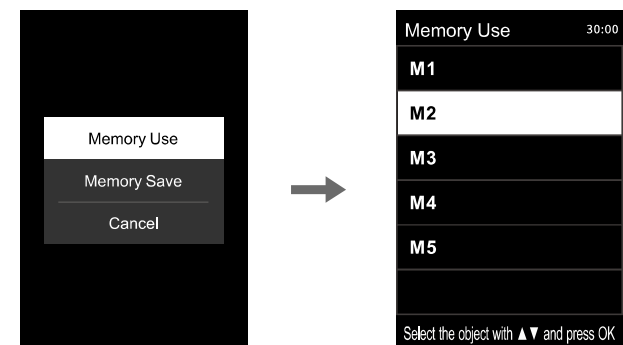 Memory Use
Memory Save
Cancel
Memory Use 30:00
M1
M2
M3
M4
M5
Select the object with ▲▼ and press OK